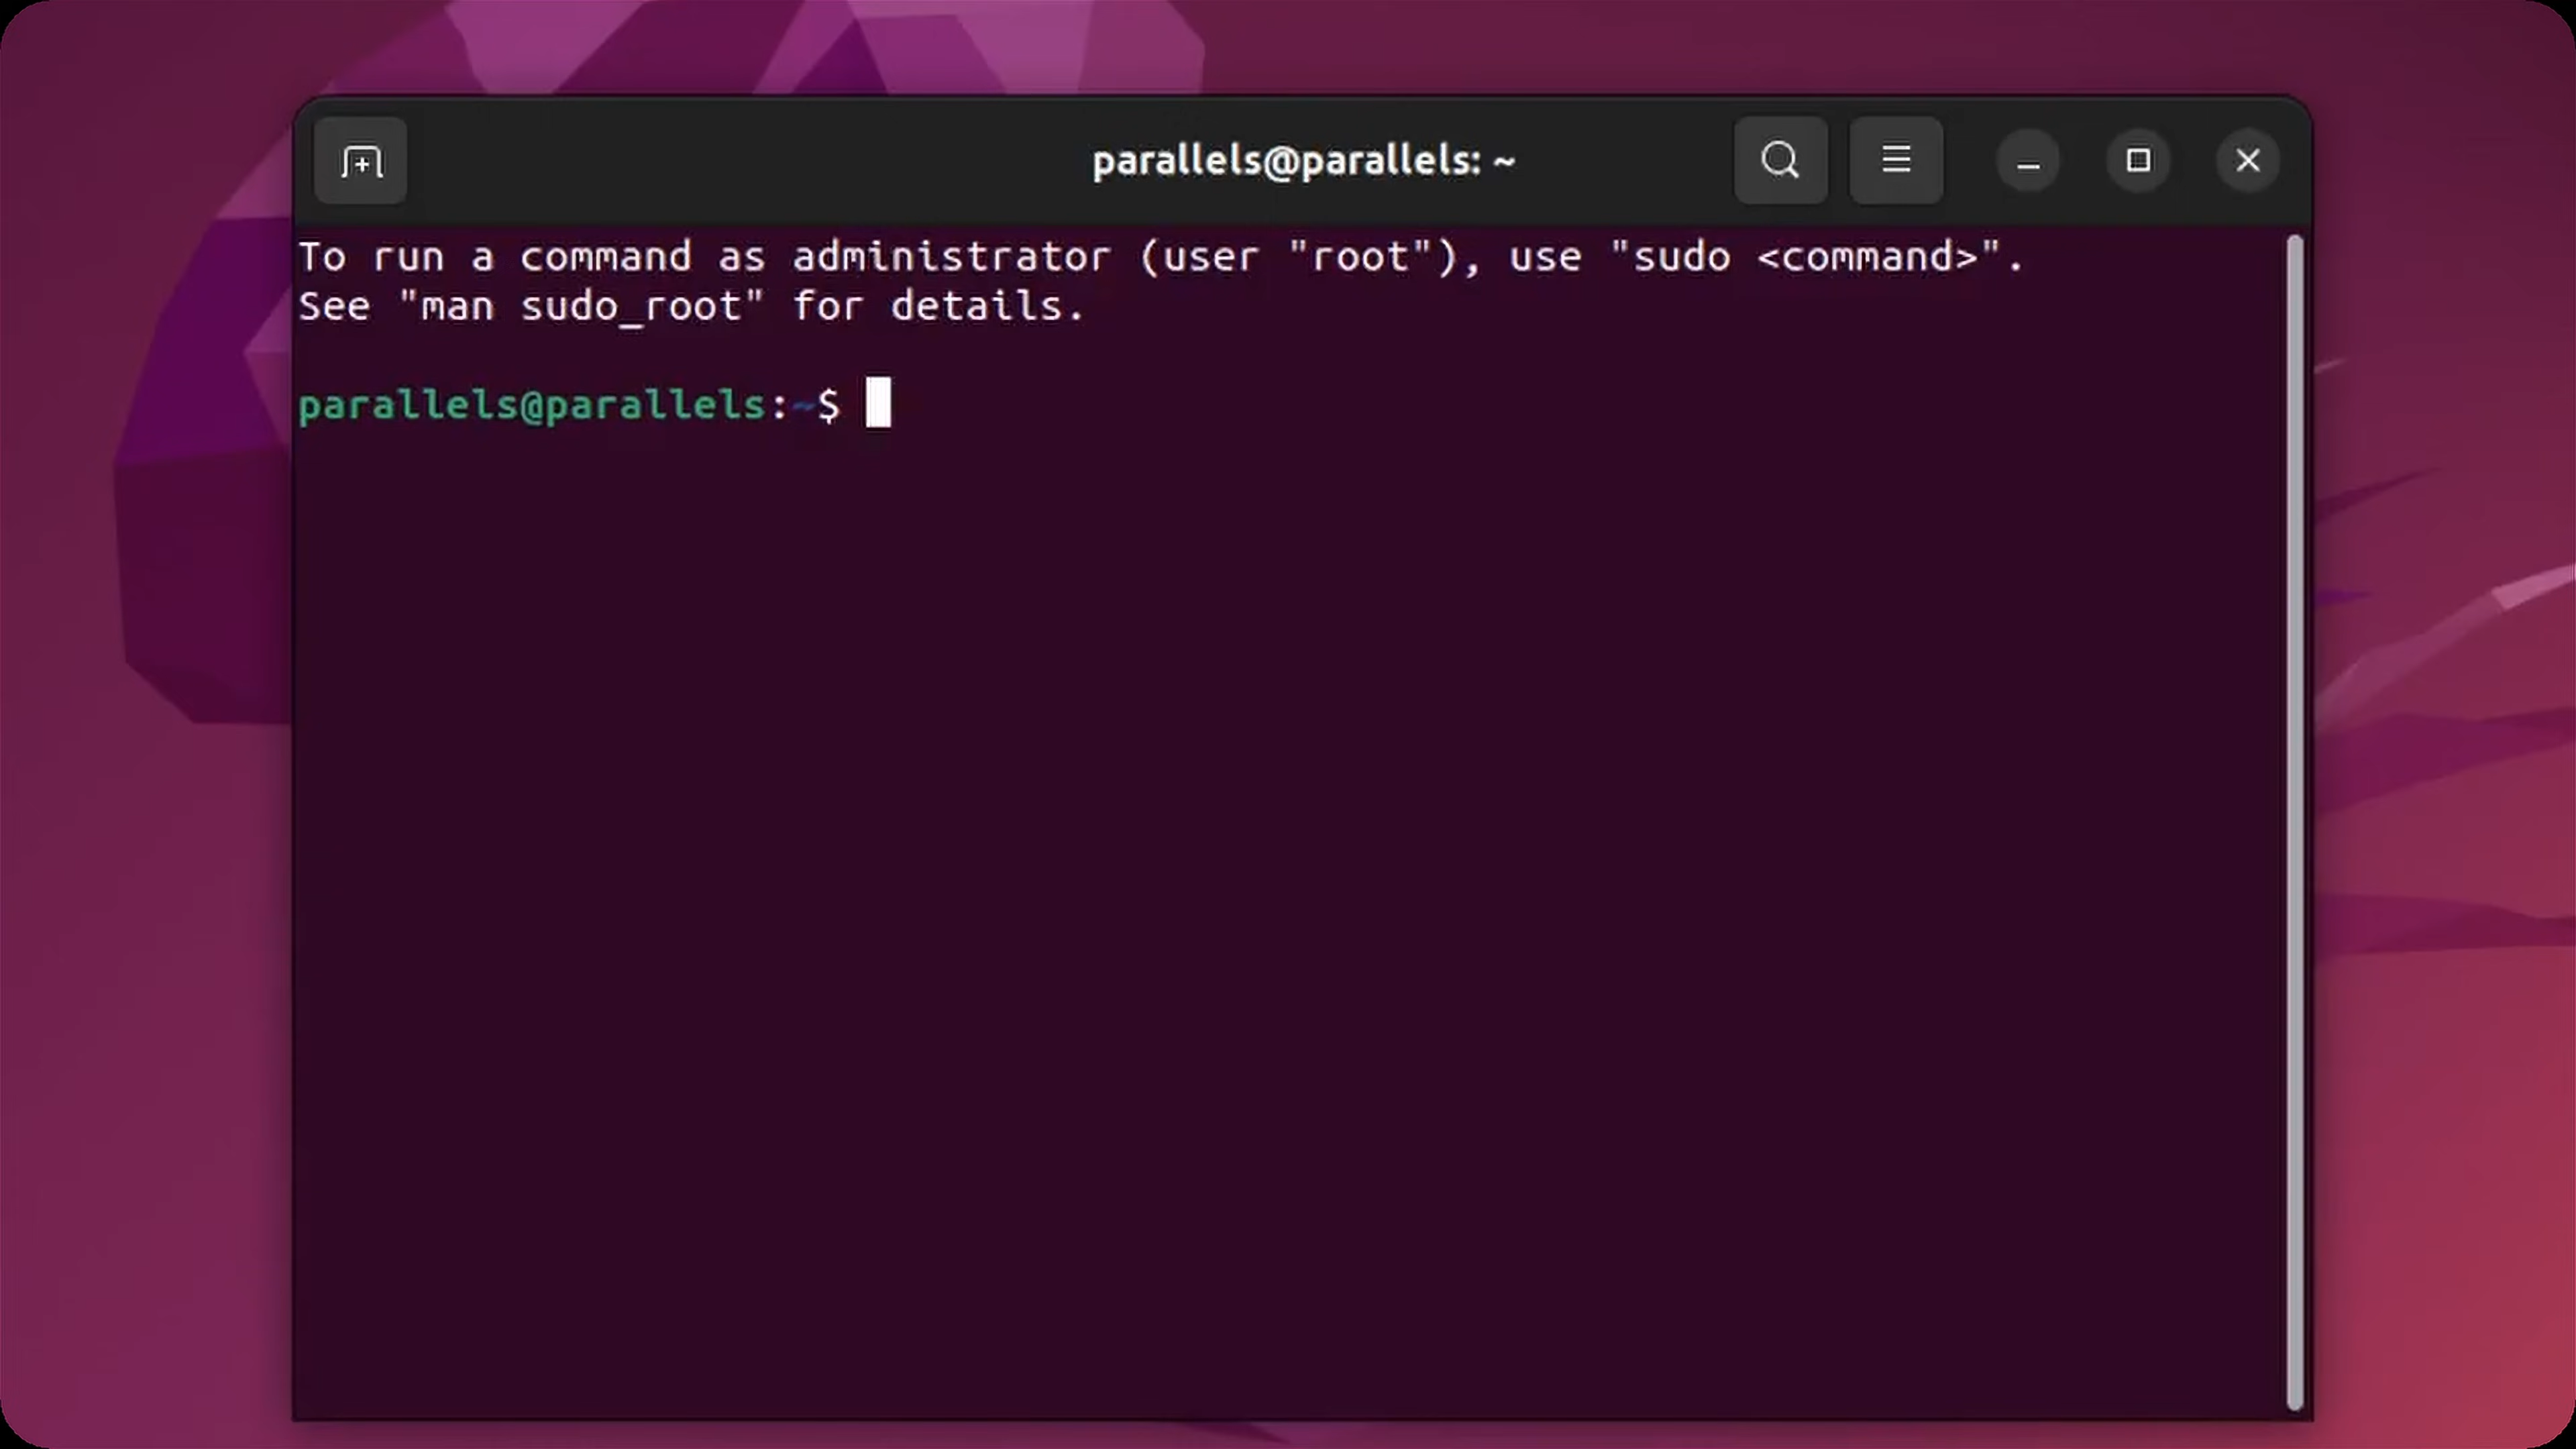 parallels@parallels: ~
To run a command as administrator (user "root"), use "sudo <command>".
See "man sudo_root" for details.
parallels@parallels:~$